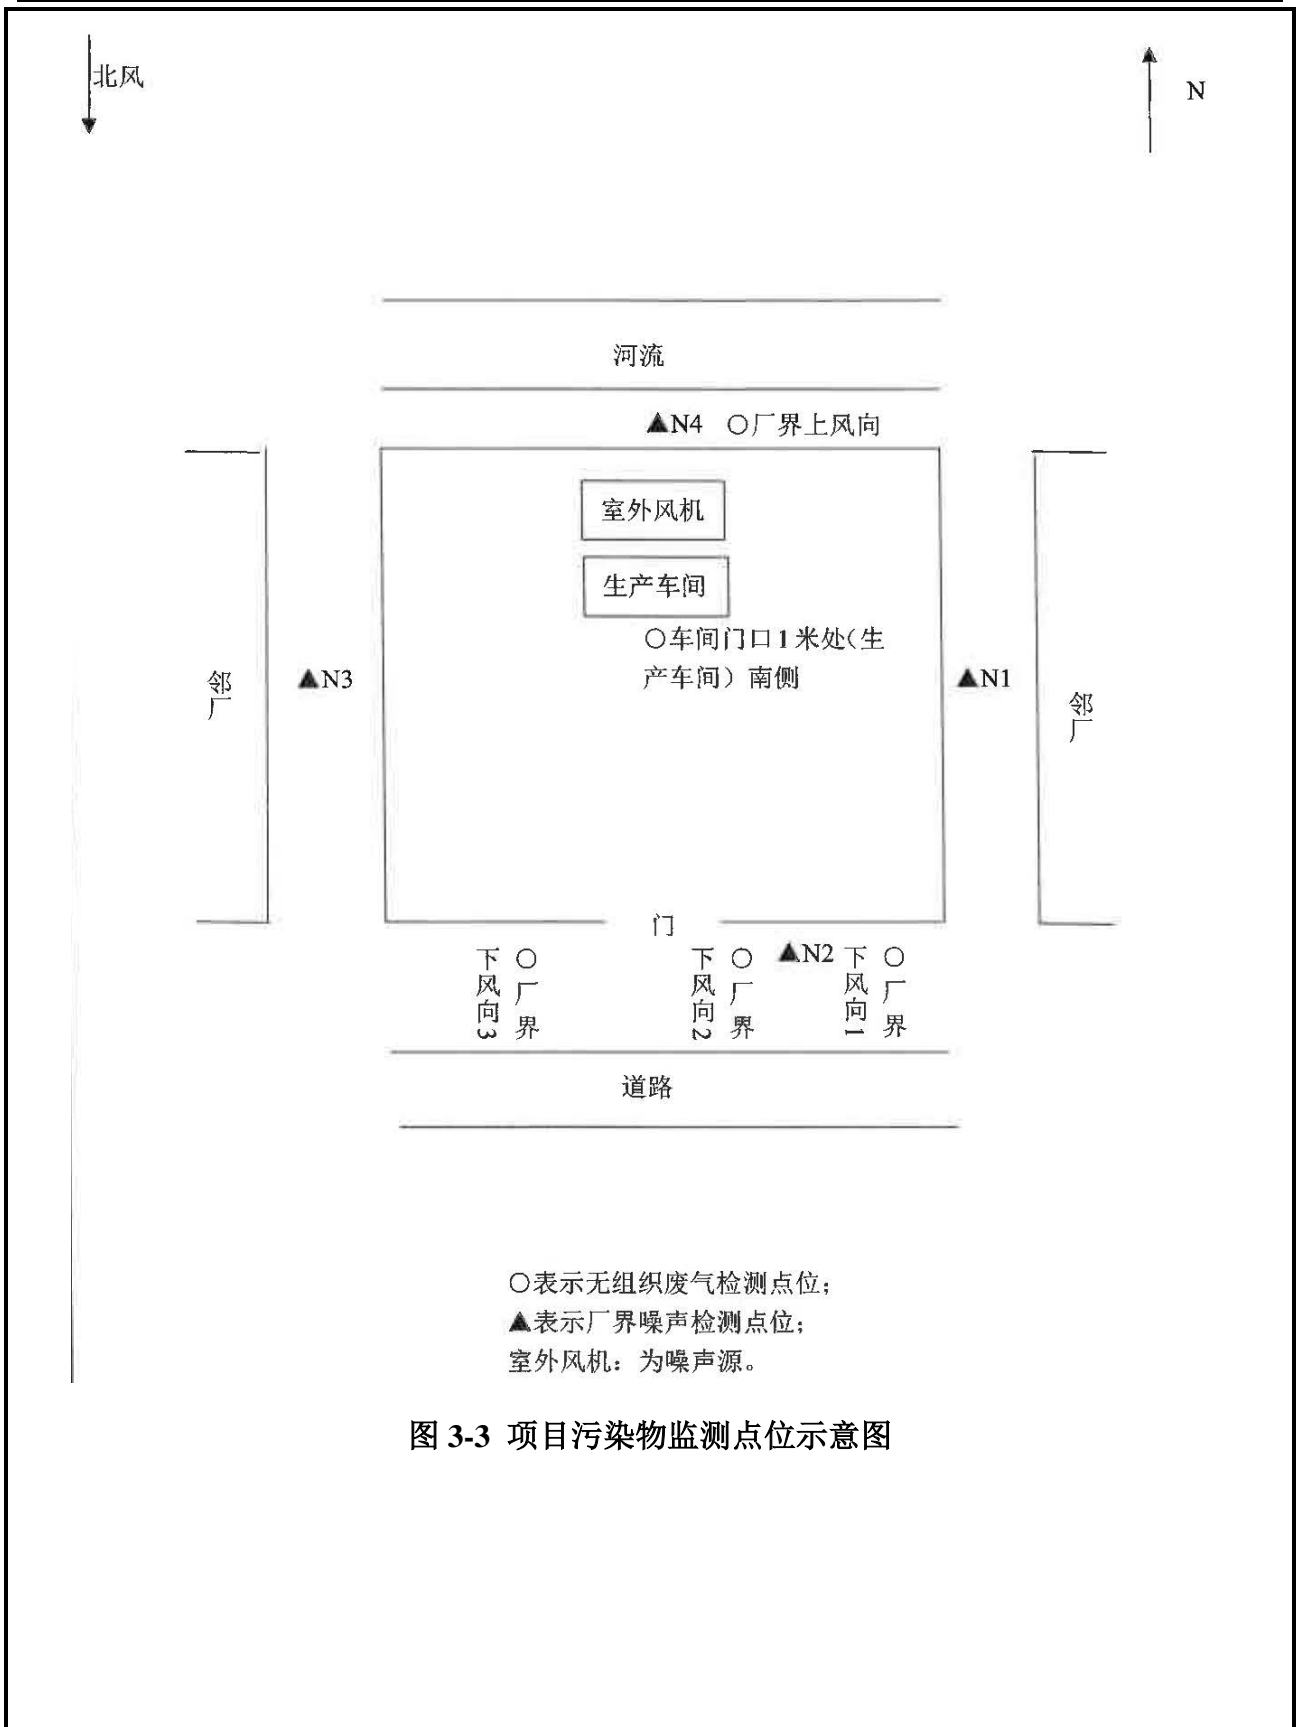 北风
N
河流
▲N4 ○厂界上风向
室外风机
生产车间
○车间门口1米处（生
产车间）南侧
邻厂
▲N3
▲N1
邻厂
门
○厂界
下风向3
○厂界
下风向2
▲N2
○厂界
下风向1
道路
○表示无组织废气检测点位；
▲表示厂界噪声检测点位；
室外风机：为噪声源。
图 3-3 项目污染物监测点位示意图